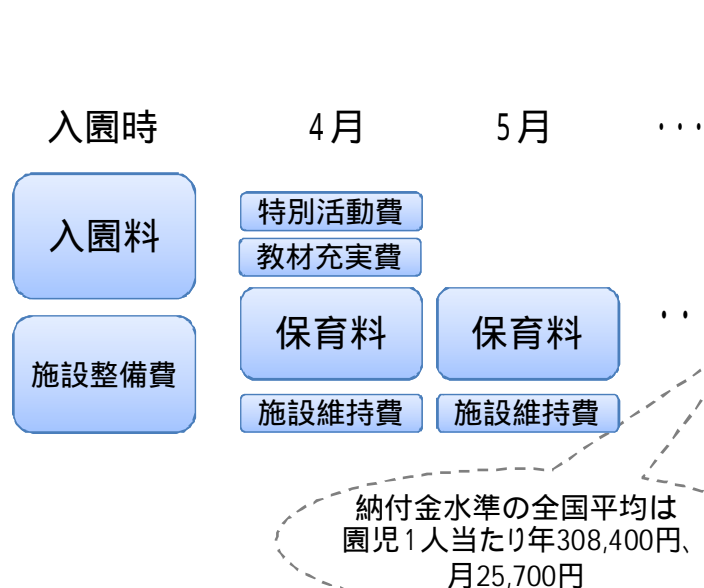 入園時 4月 5月 ・・・
入園料
施設整備費
特別活動費
教材充実費
保育料 保育料 ・・
施設維持費 施設維持費
納付金水準の全国平均は
園児1人当たり年308,400円、
月25,700円